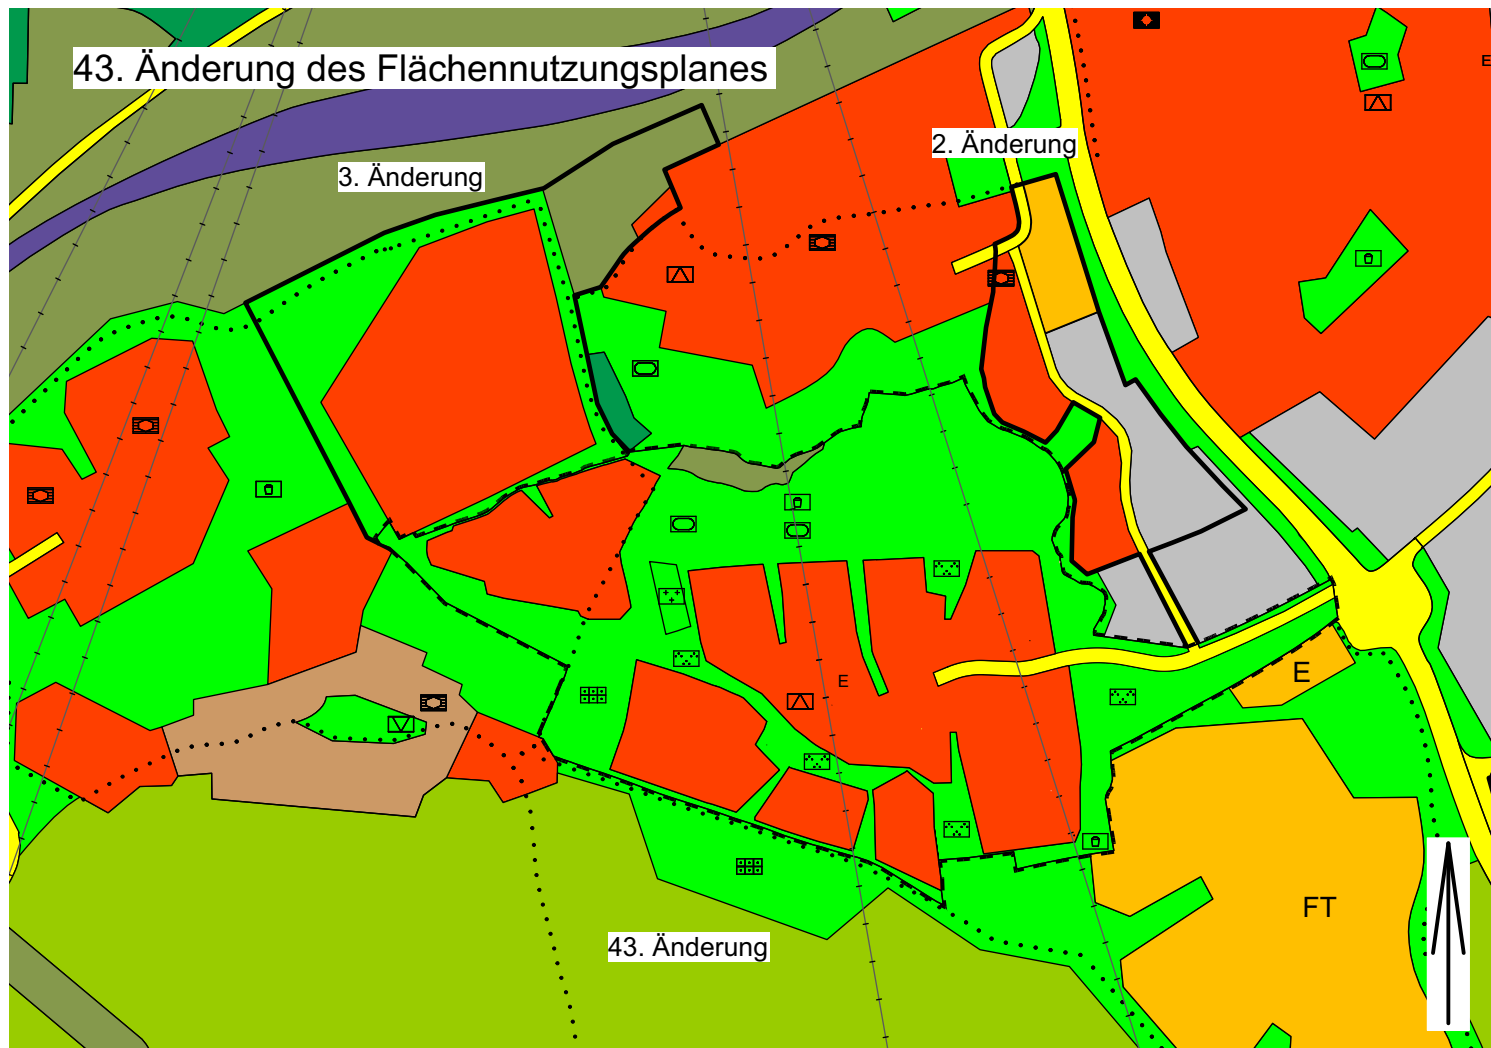 43. Änderung des Flächennutzungsplanes
E
2. Änderung
3. Änderung
E
E
FT
43. Änderung